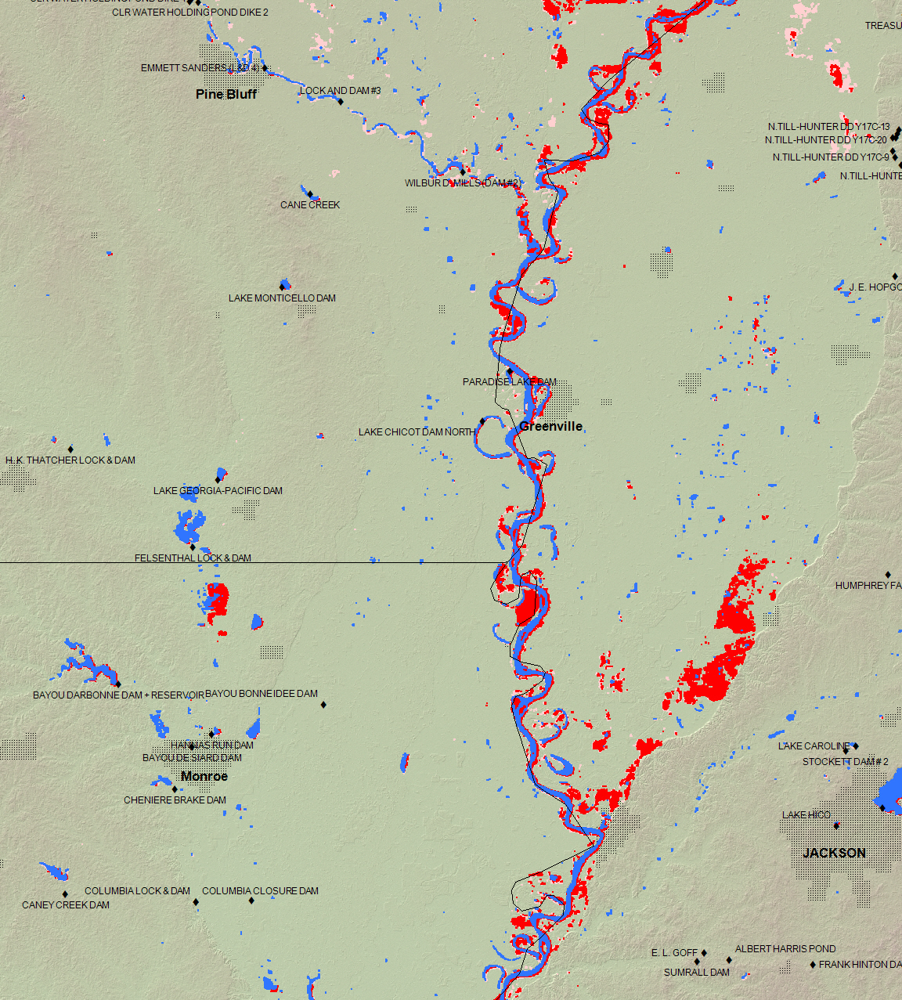 CLR WATER HOLDING POND DIKE 2
TREASU
EMMETT SANDERS (L&D 4)
LOCK AND DAM #3
Pine Bluff
N.TILL-HUNTER DD Y17C-13
N.TILL-HUNTER DD Y17C-20
N.TILL-HUNTER DD Y17C-9
N.TILL-HUNTE
WILBUR D. MILLS (DAM #2)
CANE CREEK
J. E. HOPGO
LAKE MONTICELLO DAM
PARADISE LAKE DAM
Greenville
LAKE CHICOT DAM NORTH
H. K. THATCHER LOCK & DAM
LAKE GEORGIA-PACIFIC DAM
FELSENTHAL LOCK & DAM
HUMPHREY FA
BAYOU DARBONNE DAM + RESERVOIR
BAYOU BONNE IDEE DAM
HANNAS RUN DAM
LAKE CAROLINE
BAYOU DE SIARD DAM
STOCKETT DAM # 2
Monroe
CHENIERE BRAKE DAM
LAKE HICO
JACKSON
COLUMBIA LOCK & DAM
COLUMBIA CLOSURE DAM
CANEY CREEK DAM
ALBERT HARRIS POND
E. L. GOFF
FRANK HINTON DA
SUMRALL DAM